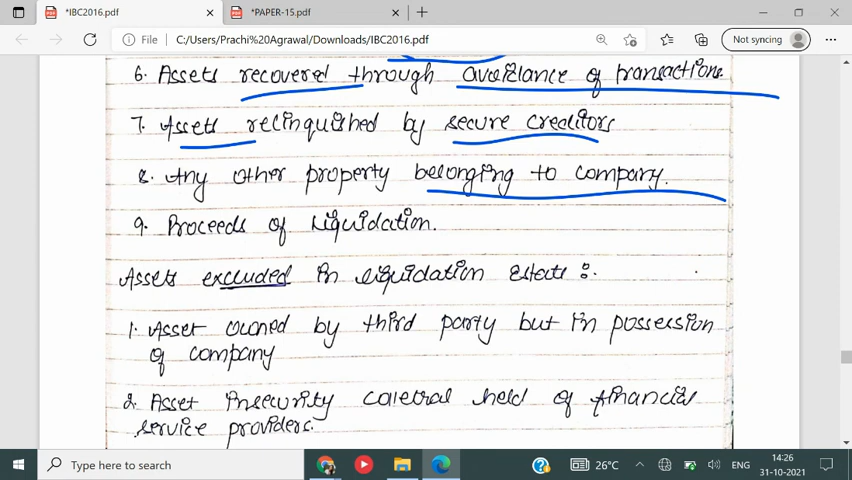 *IBC2016.pdf
*PAPER-15.pdf
File
C:/Users/Prachi%20Agrawal/Downloads/IBC2016.pdf
Not syncing
6. Assets recovered through avoidance of transactions.
7. Assets relinquished by secure creditors
8. Any other property belonging to company.
9. Proceeds of Liquidation.
Assets excluded in liquidation Estate :-
1. Asset owned by third party but in possession
of company
2. Asset insecurity colletral held of financial
service providers.
Type here to search
26°C
ENG
14:26
31-10-2021